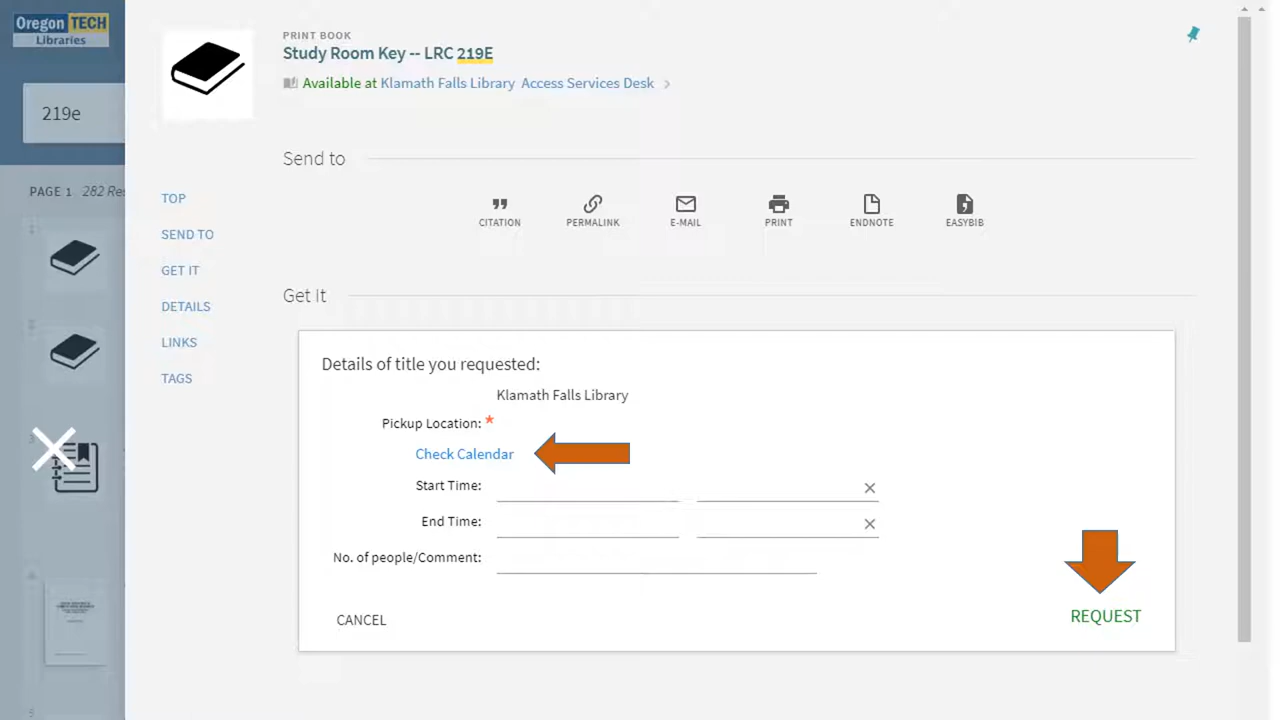 Oregon TECH
Libraries
219e
PAGE 1 282 Res
PRINT BOOK
Study Room Key -- LRC 219E
Available at Klamath Falls Library Access Services Desk
Send to
TOP
SEND TO
GET IT
DETAILS
LINKS
TAGS
CITATION
PERMALINK
E-MAIL
PRINT
ENDNOTE
EASYBIB
Get It
Details of title you requested:
Klamath Falls Library
Pickup Location: *
Check Calendar
Start Time:
End Time:
No. of people/Comment:
CANCEL
REQUEST